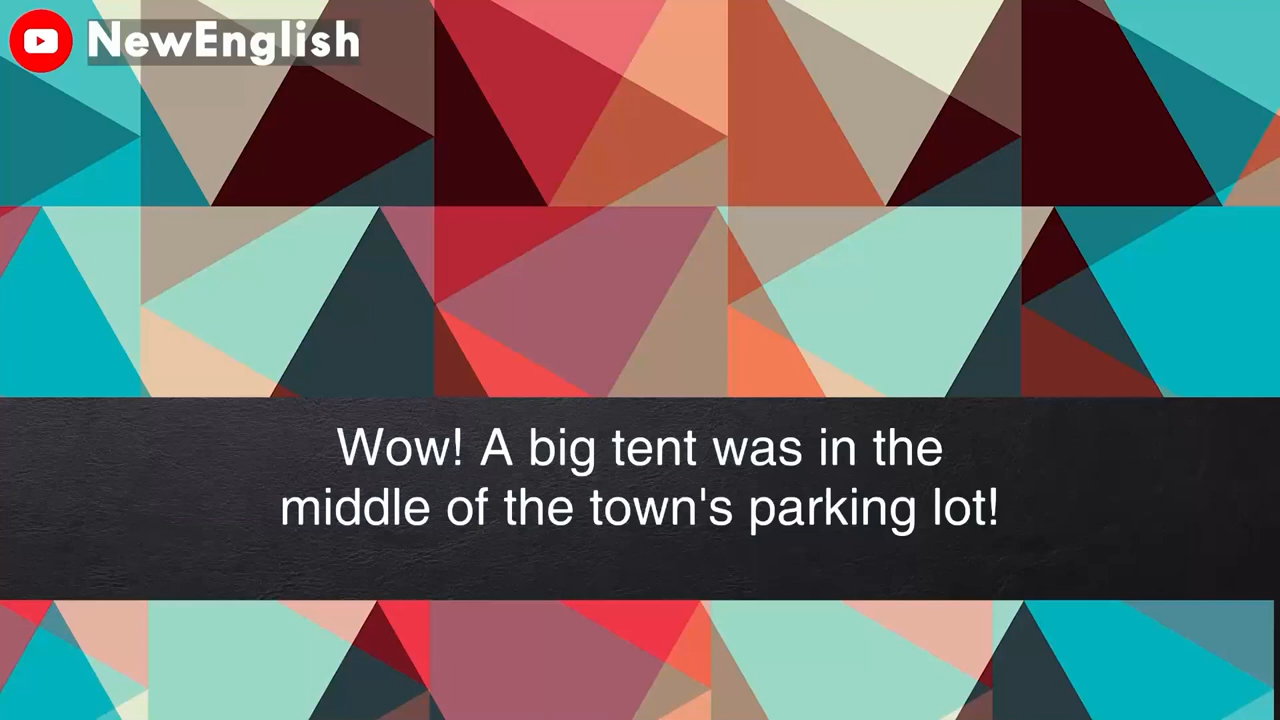 NewEnglish
Wow! A big tent was in the
middle of the town's parking lot!